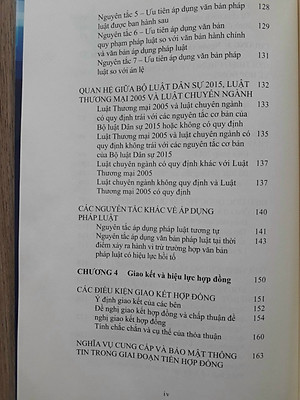 Nguyên tắc 5 – Ưu tiên áp dụng văn bản pháp 128
luật được ban hành sau
Nguyên tắc 6 – Ưu tiên áp dụng văn bản
quy phạm pháp luật so với văn bản hành chính
và văn bản áp dụng pháp luật 129
Nguyên tắc 7 – Ưu tiên áp dụng văn bản pháp 131
luật so với án lệ
QUAN HỆ GIỮA BỘ LUẬT DÂN SỰ 2015, LUẬT 132
THƯƠNG MẠI 2005 VÀ LUẬT CHUYÊN NGÀNH
Luật Thương mại 2005 và luật chuyên ngành 133
có quy định trái với các nguyên tắc cơ bản của
Bộ luật Dân sự 2015 hoặc không có quy định
Luật Thương mại 2005 và luật chuyên ngành có 135
quy định không trái với các nguyên tắc cơ bản
của Bộ luật Dân sự 2015
Luật chuyên ngành có quy định khác với Luật 137
Thương mại 2005
Luật chuyên ngành không quy định và Luật 137
Thương mại 2005 có quy định
CÁC NGUYÊN TẮC KHÁC VỀ ÁP DỤNG 140
PHÁP LUẬT
Nguyên tắc áp dụng pháp luật tương tự 141
Nguyên tắc áp dụng văn bản pháp luật tại thời 143
điểm xảy ra hành vi trừ trường hợp văn bản
pháp luật có hiệu lực hồi tố
CHƯƠNG 4 Giao kết và hiệu lực hợp đồng 150
CÁC ĐIỀU KIỆN GIAO KẾT HỢP ĐỒNG 151
Ý định giao kết của các bên 152
Đề nghị giao kết hợp đồng và chấp thuận đề 154
nghị giao kết hợp đồng
Tính chắc chắn và cụ thể của thỏa thuận 160
NGHĨA VỤ CUNG CẤP VÀ BẢO MẬT THÔNG 163
TIN TRONG GIAI ĐOẠN TIỀN HỢP ĐỒNG
iv